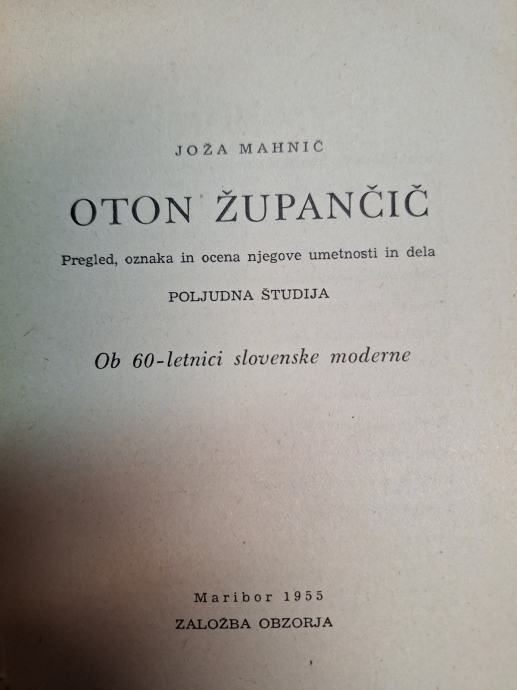 JOŽA MAHNIČ
OTON ŽUPANČIČ
Pregled, oznaka in ocena njegove umetnosti in dela
POLJUDNA ŠTUDIJA
Ob 60-letnici slovenske moderne
Maribor 1955
ZALOŽBA OBZORJA